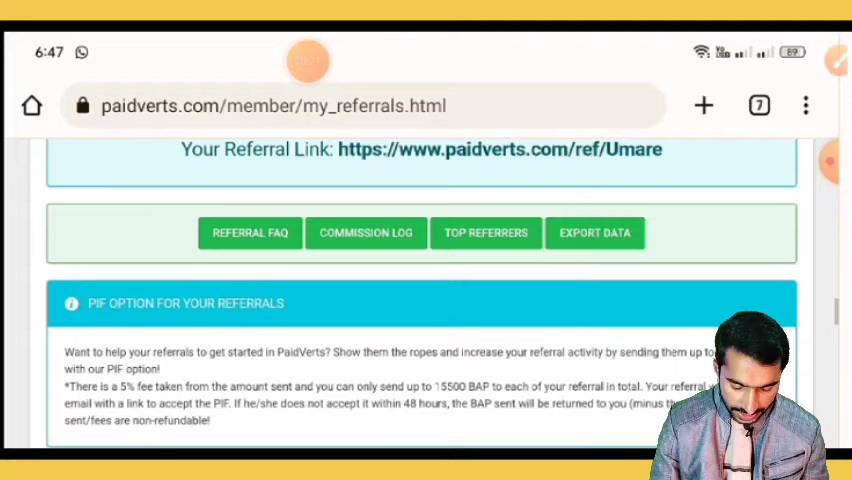 6:47
89
paidverts.com/member/my_referrals.html
7
Your Referral Link: https://www.paidverts.com/ref/Umare
REFERRAL FAQ
COMMISSION LOG
TOP REFERRERS
EXPORT DATA
PIF OPTION FOR YOUR REFERRALS
Want to help your referrals to get started in PaidVerts? Show them the ropes and increase your referral activity by sending them up to
with our PIF option!
*There is a 5% fee taken from the amount sent and you can only send up to 15500 BAP to each of your referral in total. Your referral
email with a link to accept the PIF. If he/she does not accept it within 48 hours, the BAP sent will be returned to you (minus
sent/fees are non-refundable!